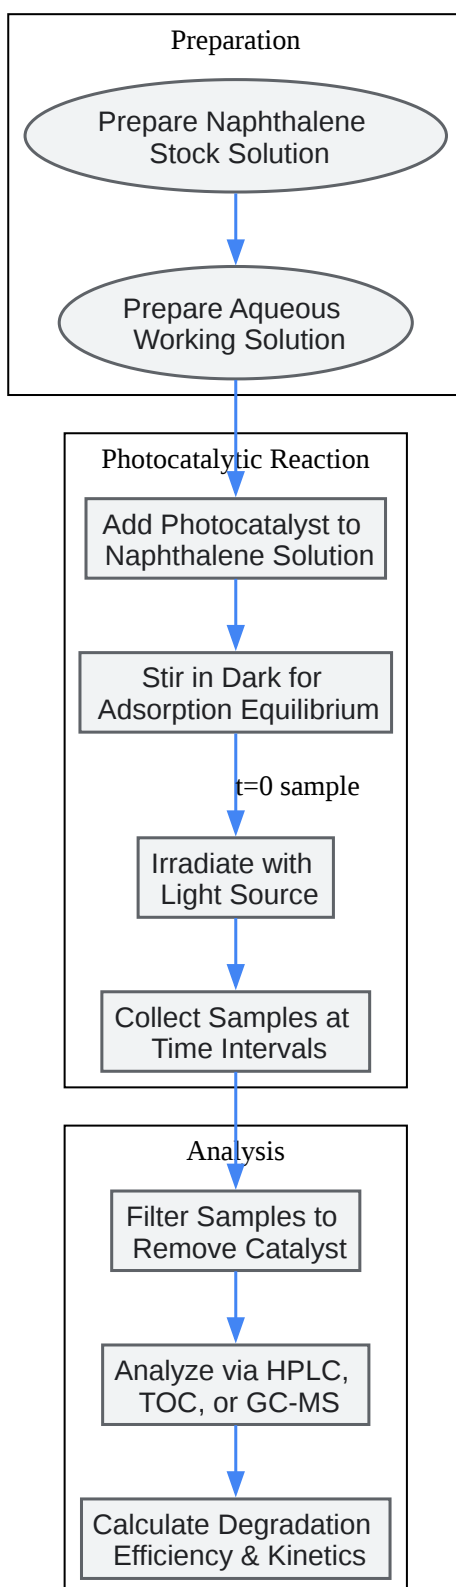 Preparation
Prepare Naphthalene
Stock Solution
Prepare Aqueous
Working Solution
Photocatalytic Reaction
Add Photocatalyst to
Naphthalene Solution
Stir in Dark for
Adsorption Equilibrium
t=0 sample
Irradiate with
Light Source
Collect Samples at
Time Intervals
Analysis
Filter Samples to
Remove Catalyst
Analyze via HPLC,
TOC, or GC-MS
Calculate Degradation
Efficiency & Kinetics